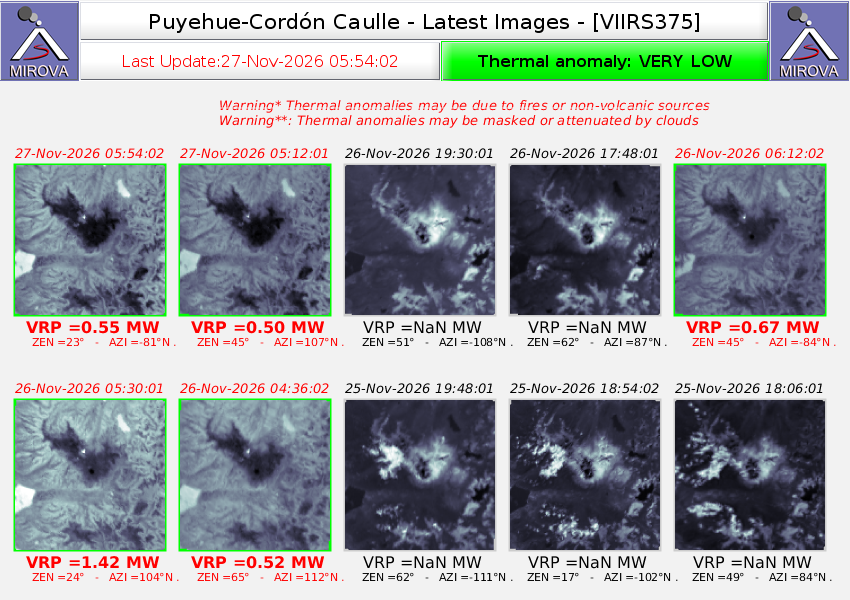 Puyehue-Cordón Caulle - Latest Images - [VIIRS375]
MIROVA
MIROVA
Last Update:27-Nov-2026 05:54:02
Thermal anomaly: VERY LOW
Warning* Thermal anomalies may be due to fires or non-volcanic sources
Warning**: Thermal anomalies may be masked or attenuated by clouds
27-Nov-2026 05:54:02
27-Nov-2026 05:12:01
26-Nov-2026 19:30:01
26-Nov-2026 17:48:01
26-Nov-2026 06:12:02
VRP =0.55 MW
VRP =0.50 MW
VRP =NaN MW
VRP =NaN MW
VRP =0.67 MW
ZEN =23° - AZI =-81°N .
ZEN =45° - AZI =107°N .
ZEN =51° - AZI =-108°N .
ZEN =62° - AZI =87°N .
ZEN =45° - AZI =-84°N .
26-Nov-2026 05:30:01
26-Nov-2026 04:36:02
25-Nov-2026 19:48:01
25-Nov-2026 18:54:02
25-Nov-2026 18:06:01
VRP =1.42 MW
VRP =0.52 MW
VRP =NaN MW
VRP =NaN MW
VRP =NaN MW
ZEN =24° - AZI =104°N .
ZEN =65° - AZI =112°N .
ZEN =62° - AZI =-111°N .
ZEN =17° - AZI =-102°N .
ZEN =49° - AZI =84°N .